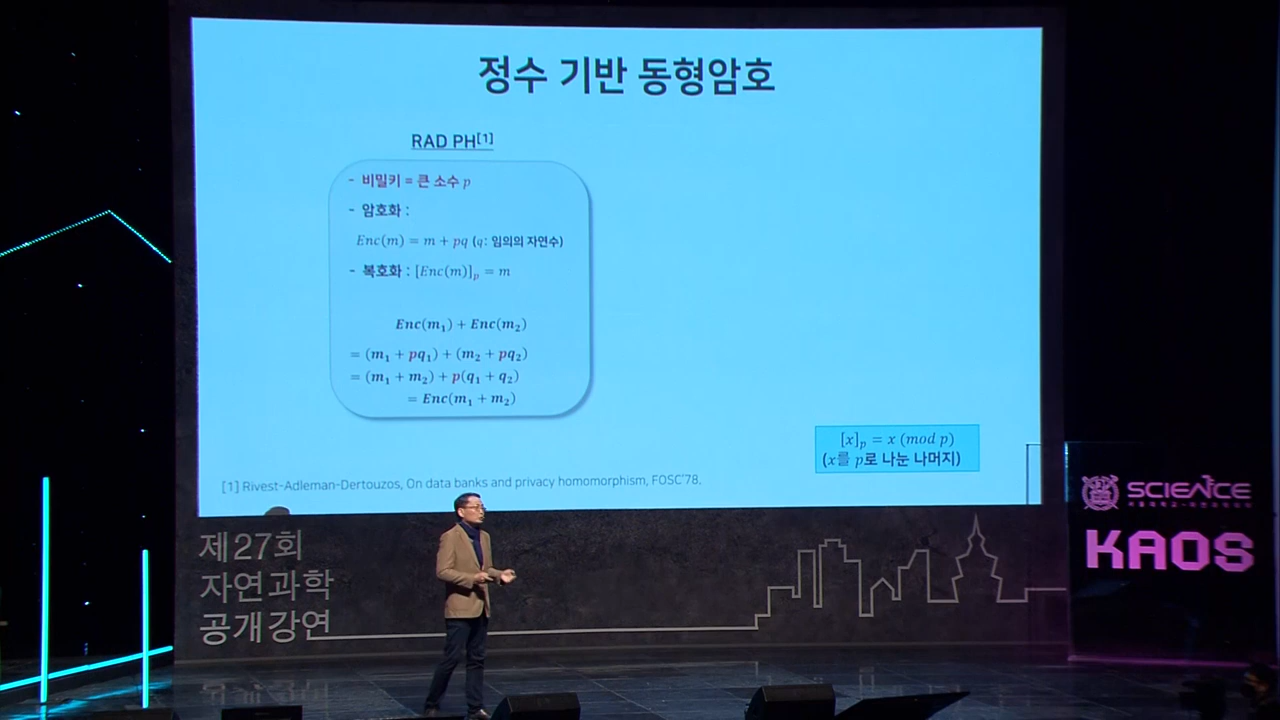 정수 기반 동형암호
RAD PH[1]
- 비밀키 = 큰 소수 p
- 암호화 :
Enc(m) = m + pq (q: 임의의 자연수)
- 복호화 : [Enc(m)]ₚ = m
Enc(m₁) + Enc(m₂)
= (m₁ + pq₁) + (m₂ + pq₂)
= (m₁ + m₂) + p(q₁ + q₂)
= Enc(m₁ + m₂)
[x]ₚ = x (mod p)
(x를 p로 나눈 나머지)
[1] Rivest-Adleman-Dertouzos, On data banks and privacy homomorphism, FOSC'78.
제27회
자연과학
공개강연
SCIENCE
KAOS